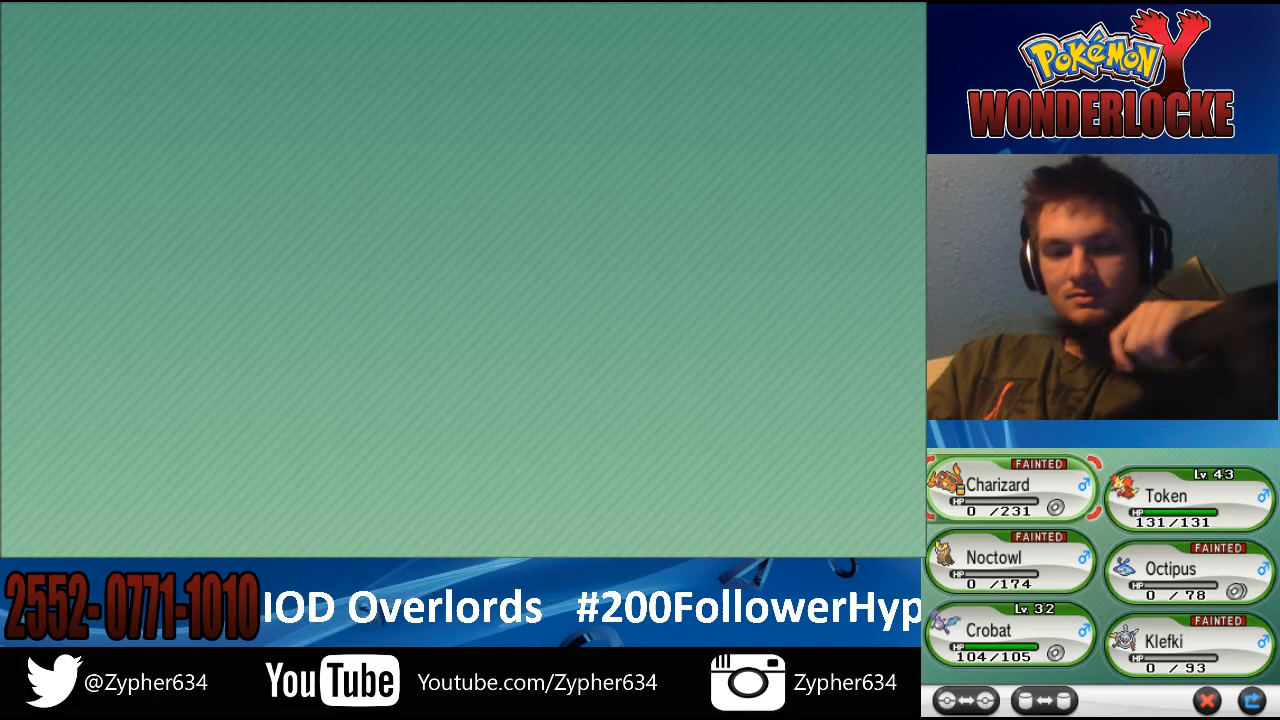 POKéMON Y
WONDERLOCKE
FAINTED
Charizard
HP
0 /231
Lv. 43
Token
HP
131/131
FAINTED
Noctowl
HP
0 /174
FAINTED
Octipus
HP
0 / 78
Lv. 32
Crobat
HP
104/105
FAINTED
Klefki
HP
0 / 93
2552-0771-1010
IOD Overlords #200FollowerHyp
@Zypher634
YouTube
Youtube.com/Zypher634
Zypher634